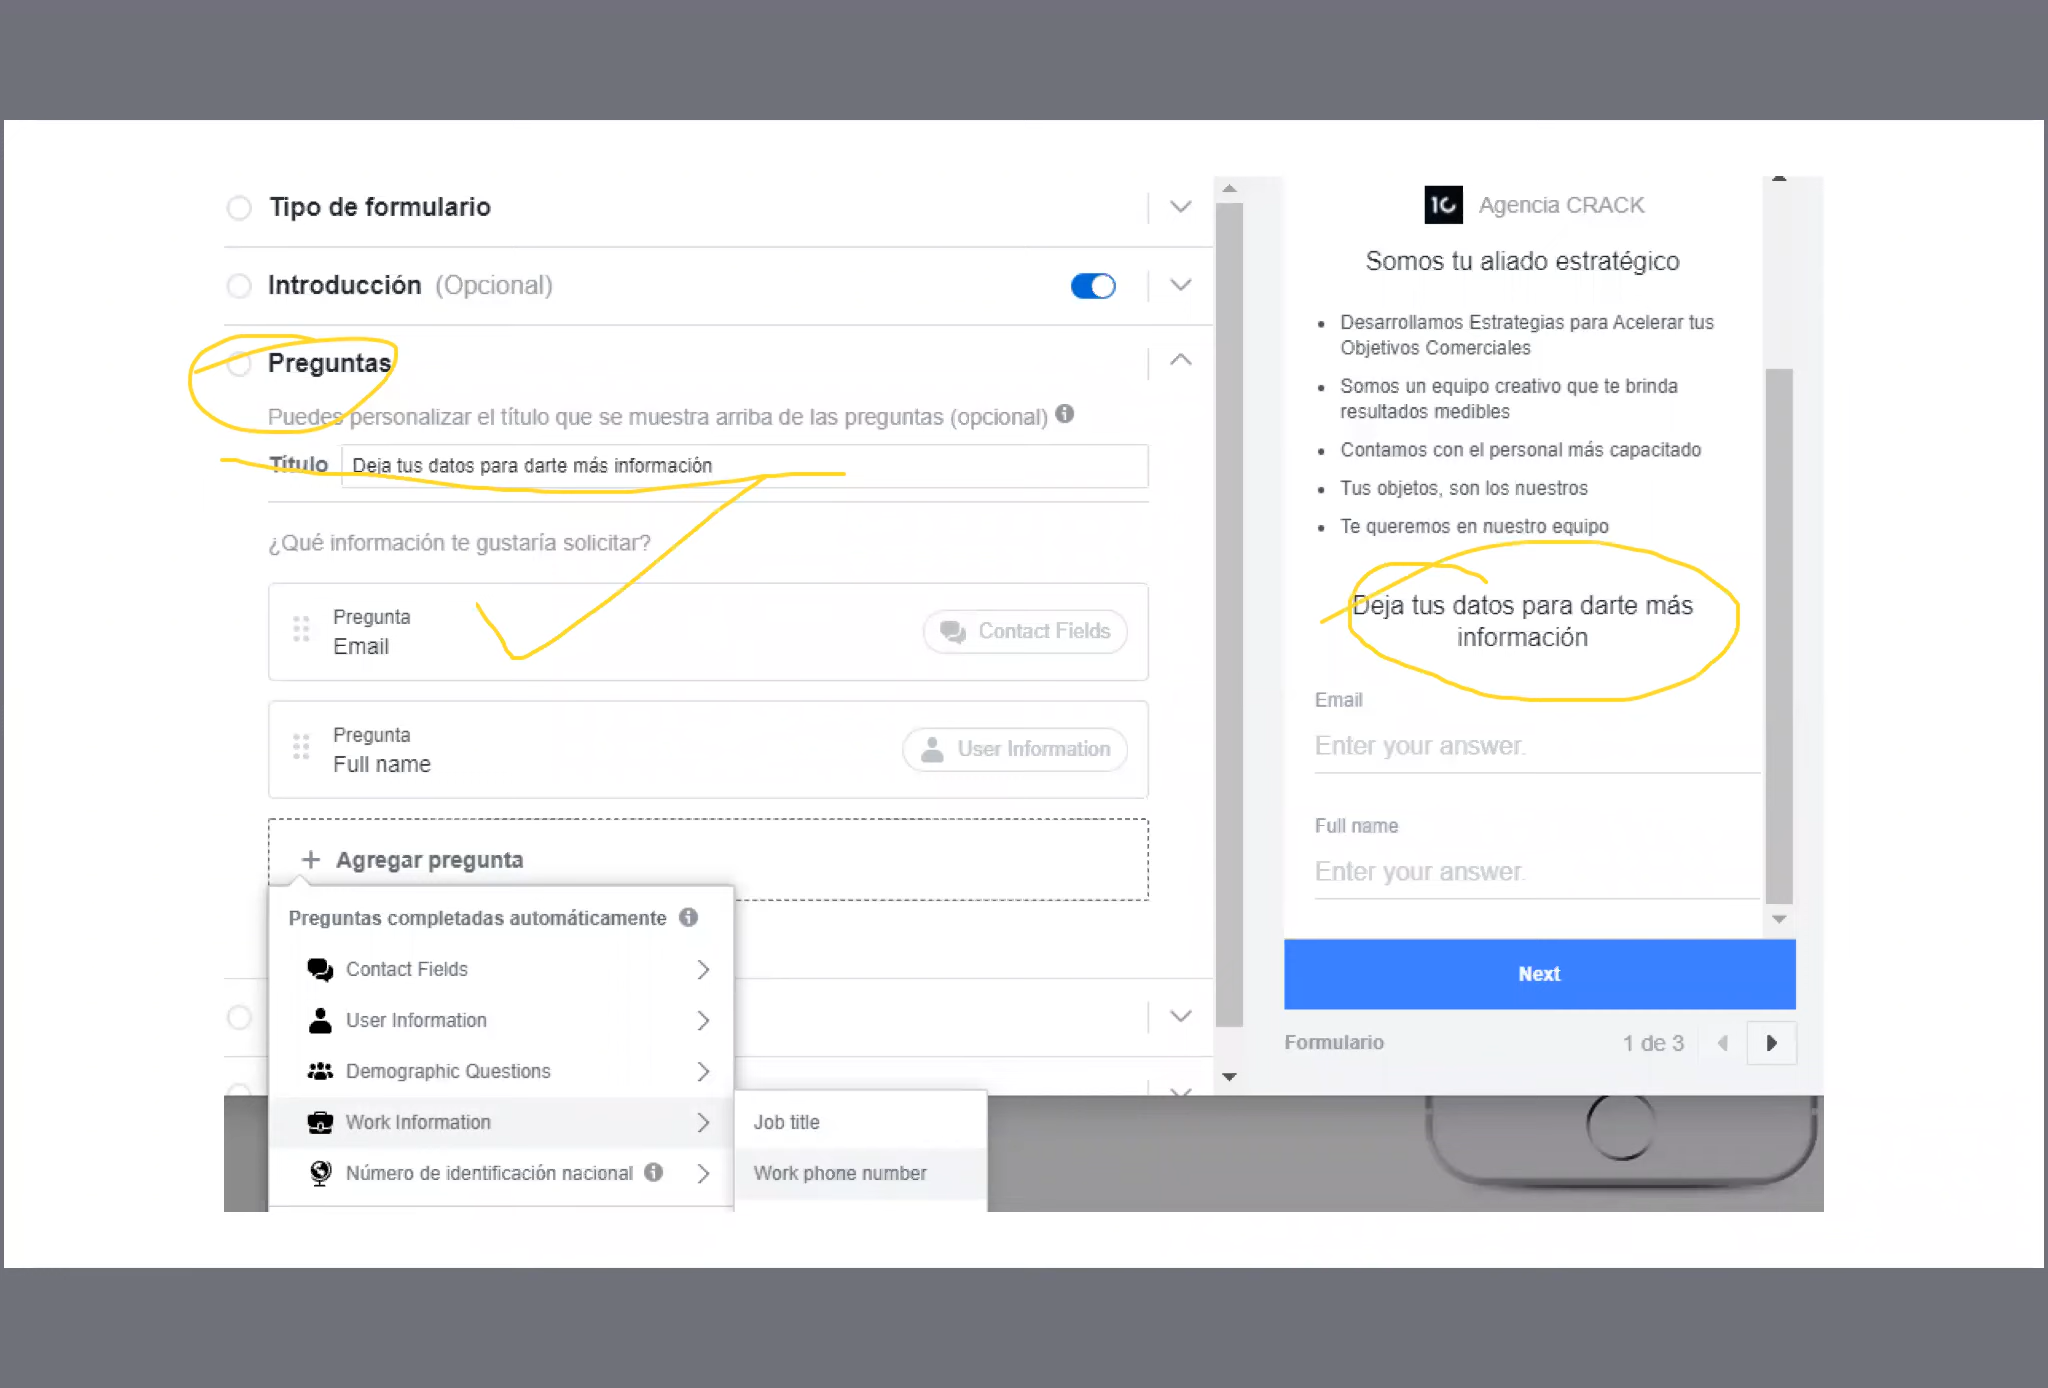 Tipo de formulario
Introducción (Opcional)
Preguntas
Puedes personalizar el título que se muestra arriba de las preguntas (opcional)
Título Deja tus datos para darte más información
¿Qué información te gustaría solicitar?
Pregunta
Email
Contact Fields
Pregunta
Full name
User Information
+ Agregar pregunta
Preguntas completadas automáticamente
Contact Fields
User Information
Demographic Questions
Work Information
Número de identificación nacional
Job title
Work phone number
1C Agencia CRACK
Somos tu aliado estratégico
• Desarrollamos Estrategias para Acelerar tus
Objetivos Comerciales
• Somos un equipo creativo que te brinda
resultados medibles
• Contamos con el personal más capacitado
• Tus objetos, son los nuestros
• Te queremos en nuestro equipo
Deja tus datos para darte más
información
Email
Enter your answer.
Full name
Enter your answer.
Next
Formulario 1 de 3